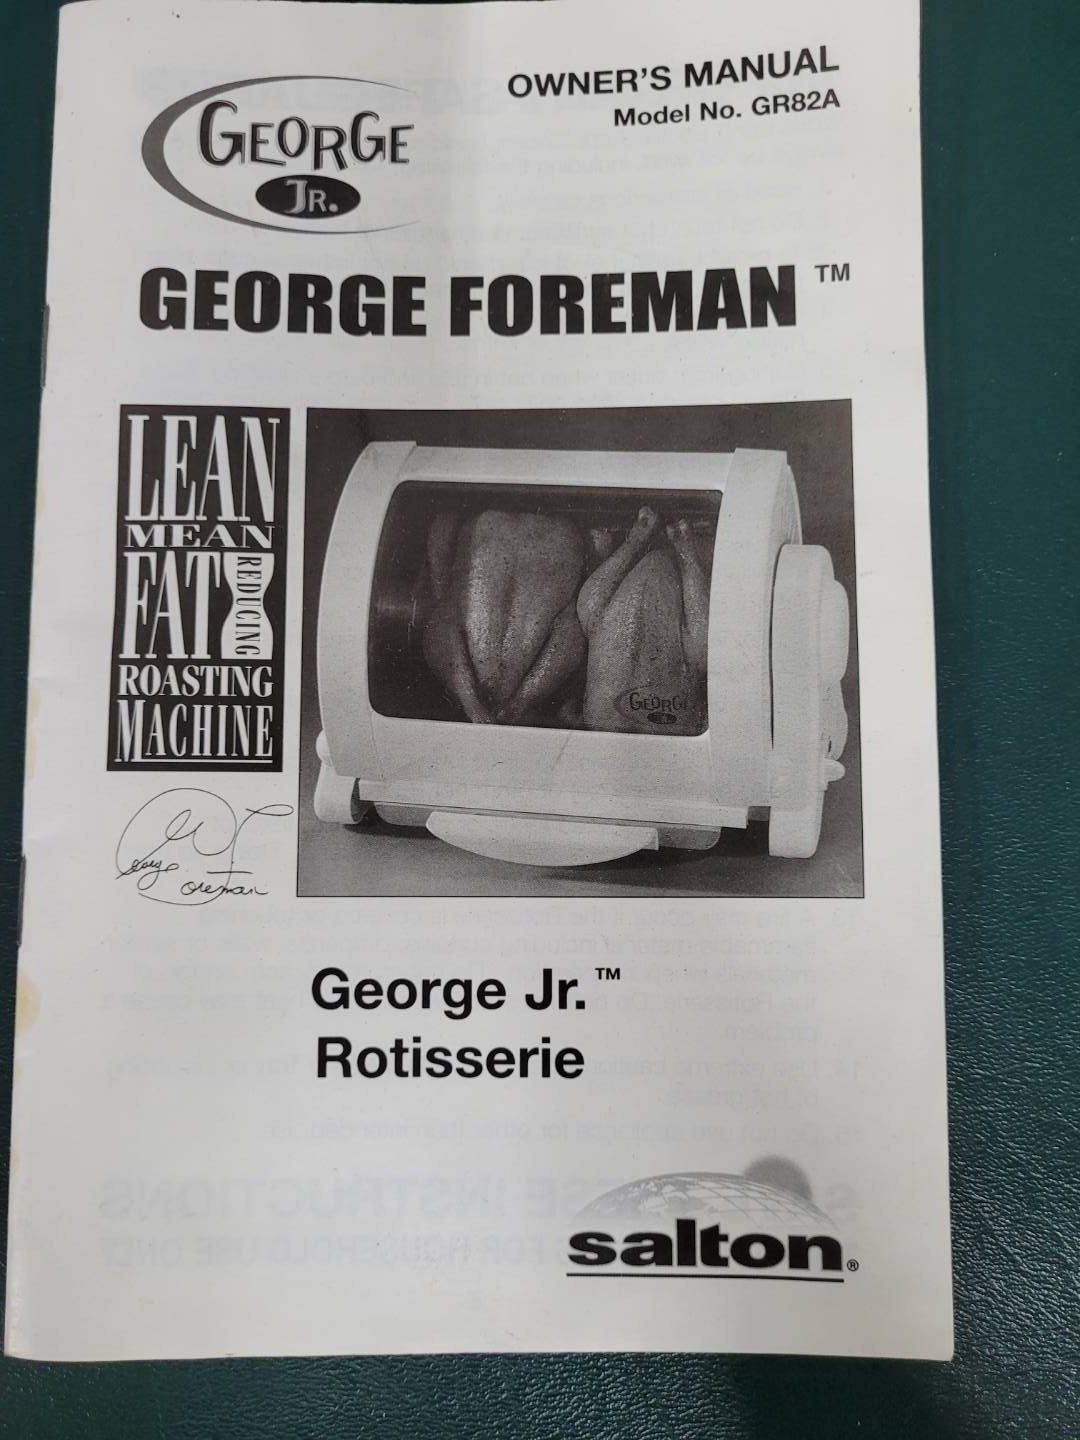 OWNER'S MANUAL
Model No. GR82A
GEORGE
JR.
GEORGE FOREMAN ™
LEAN
MEAN
FAT
REDUCING
ROASTING
MACHINE
GEORGE
JR.
George Foreman
George Jr.™
Rotisserie
salton®